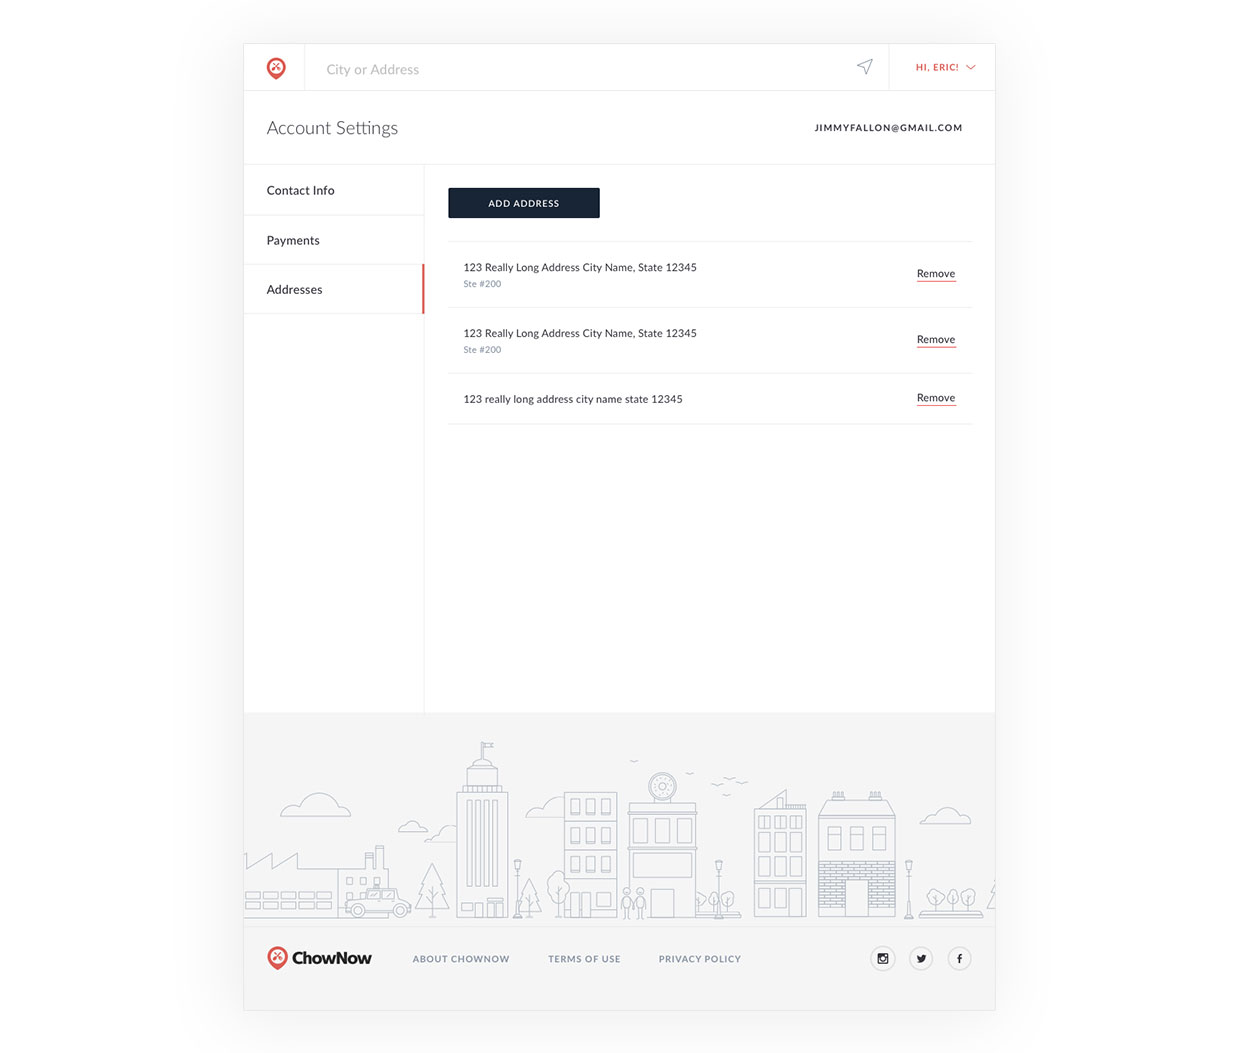 City or Address
HI, ERIC!
Account Settings
JIMMYFALLON@GMAIL.COM
Contact Info
Payments
Addresses
ADD ADDRESS
123 Really Long Address City Name, State 12345
Ste #200
Remove
123 Really Long Address City Name, State 12345
Ste #200
Remove
123 really long address city name state 12345
Remove
ChowNow
ABOUT CHOWNOW
TERMS OF USE
PRIVACY POLICY